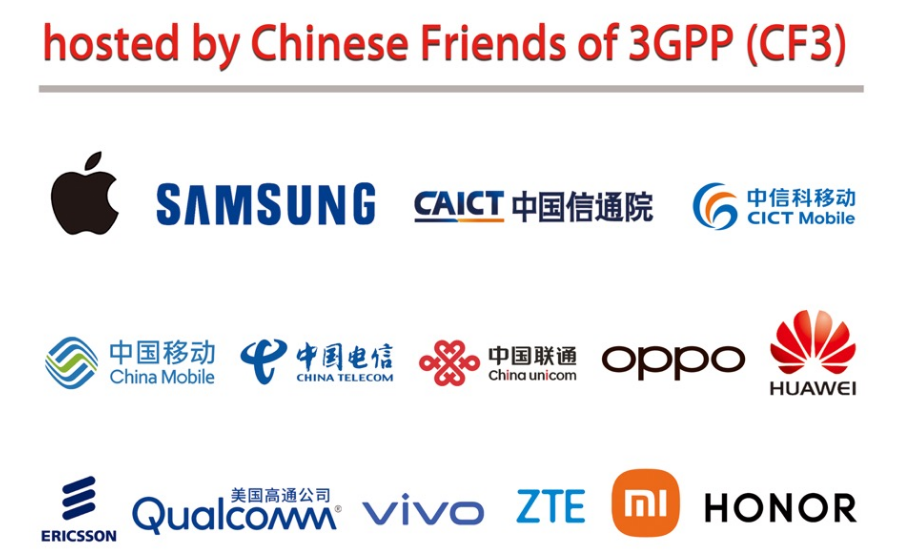 hosted by Chinese Friends of 3GPP (CF3)
SAMSUNG
CAICT 中国信通院
中信科移动
CICT Mobile
中国移动
China Mobile
中国电信
CHINA TELECOM
中国联通
China unicom
oppo
HUAWEI
ERICSSON
美国高通公司
Qualcomm®
vivo
ZTE
mi
HONOR